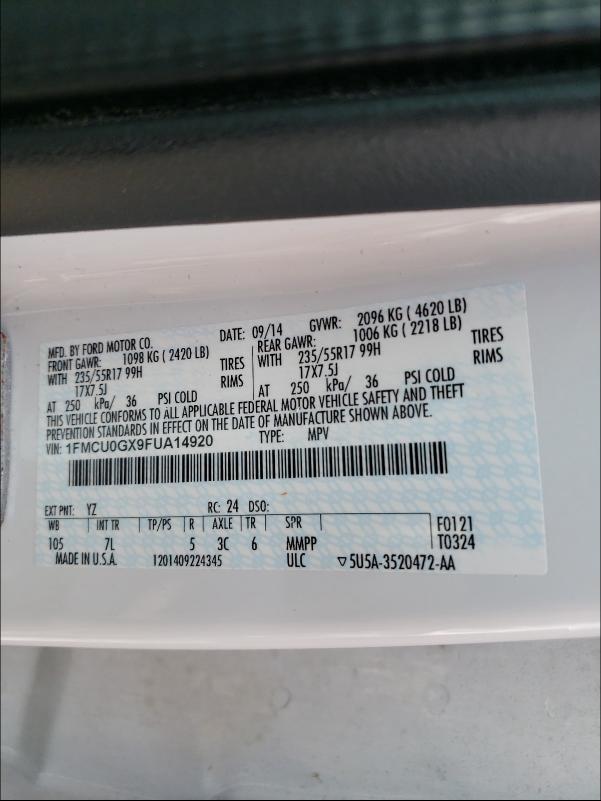 MFD. BY FORD MOTOR CO. DATE: 09/14 GVWR: 2096 KG ( 4620 LB)
FRONT GAWR: 1098 KG ( 2420 LB) REAR GAWR: 1006 KG ( 2218 LB)
WITH 235/55R17 99H TIRES WITH 235/55R17 99H TIRES
17X7.5J RIMS 17X7.5J RIMS
AT 250 kPa/ 36 PSI COLD AT 250 kPa/ 36 PSI COLD
THIS VEHICLE CONFORMS TO ALL APPLICABLE FEDERAL MOTOR VEHICLE SAFETY AND THEFT
PREVENTION STANDARDS IN EFFECT ON THE DATE OF MANUFACTURE SHOWN ABOVE.
VIN: 1FMCU0GX9FUA14920 TYPE: MPV
EXT PNT: YZ RC: 24 DSO:
WB INT TR TP/PS R AXLE TR SPR F0121
105 7L 5 3C 6 MMPP T0324
MADE IN U.S.A. 1201409224345 ULC ▽5U5A-3520472-AA